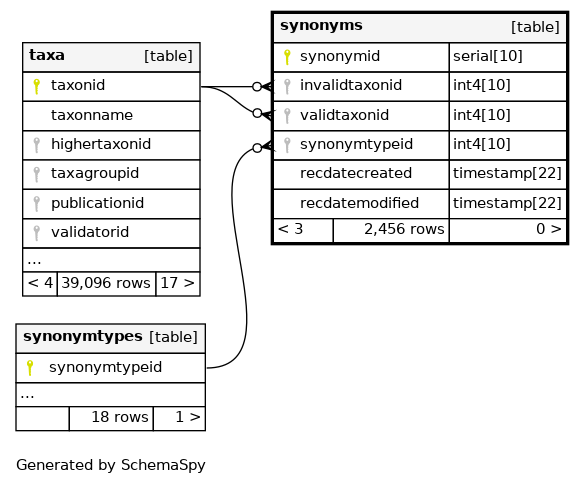 taxa [table]
taxonid
taxonname
highertaxonid
taxagroupid
publicationid
validatorid
...
< 4 39,096 rows 17 >
synonyms [table]
synonymid serial[10]
invalidtaxonid int4[10]
validtaxonid int4[10]
synonymtypeid int4[10]
recdatecreated timestamp[22]
recdatemodified timestamp[22]
< 3 2,456 rows 0 >
synonymtypes [table]
synonymtypeid
...
18 rows 1 >
Generated by SchemaSpy